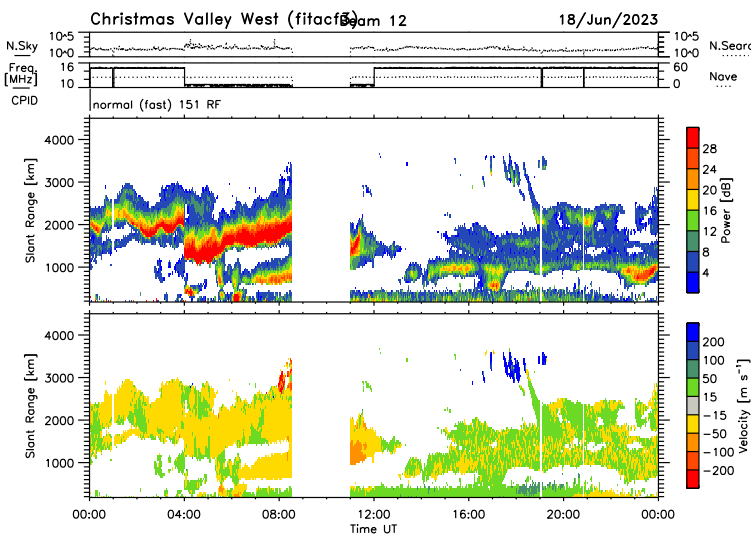 Christmas Valley West (fitacf3) Beam 12 18/Jun/2023
N.Sky 10^5 10^0 10^5 10^0 N.Sear
Freq. [MHz] 16 10 60 0 Nave
CPID normal (fast) 151 RF
Slant Range [km] 4000 3000 2000 1000
28 24 20 16 12 8 4 Power [dB]
Slant Range [km] 4000 3000 2000 1000
200 100 50 15 -15 -50 -100 -200 Velocity [m s⁻¹]
00:00 04:00 08:00 12:00 16:00 20:00 00:00
Time UT